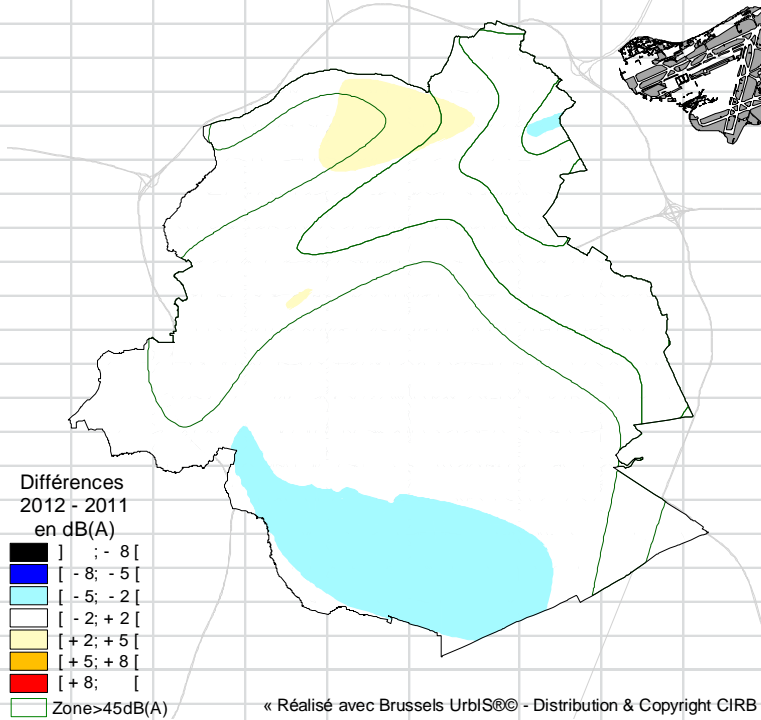 Différences
2012 - 2011
en dB(A)
] ; - 8 [
[ - 8; - 5 [
[ - 5; - 2 [
[ - 2; + 2 [
[ + 2; + 5 [
[ + 5; + 8 [
[ + 8; [
Zone>45dB(A)
« Réalisé avec Brussels UrbIS®© - Distribution & Copyright CIRB